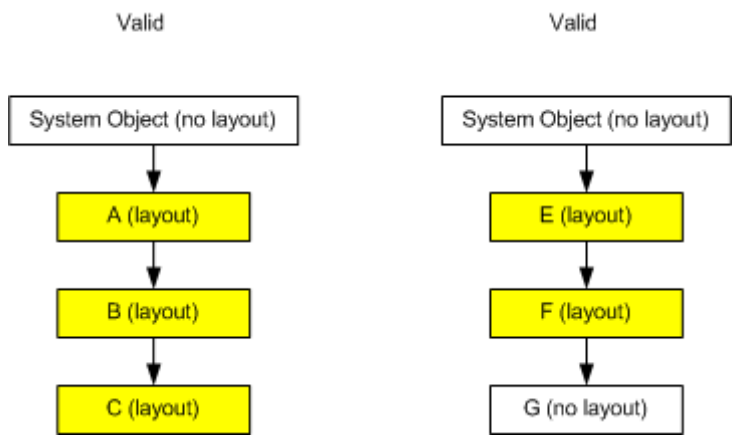 Valid
System Object (no layout)
A (layout)
B (layout)
C (layout)
Valid
System Object (no layout)
E (layout)
F (layout)
G (no layout)